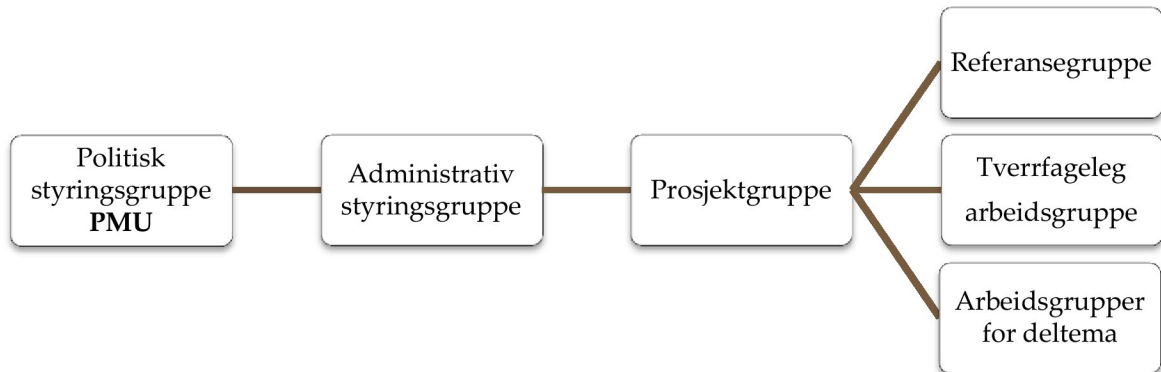 Politisk
styringsgruppe
PMU
Administrativ
styringsgruppe
Prosjektgruppe
Referansegruppe
Tverrfageleg
arbeidsgruppe
Arbeidsgrupper
for deltema